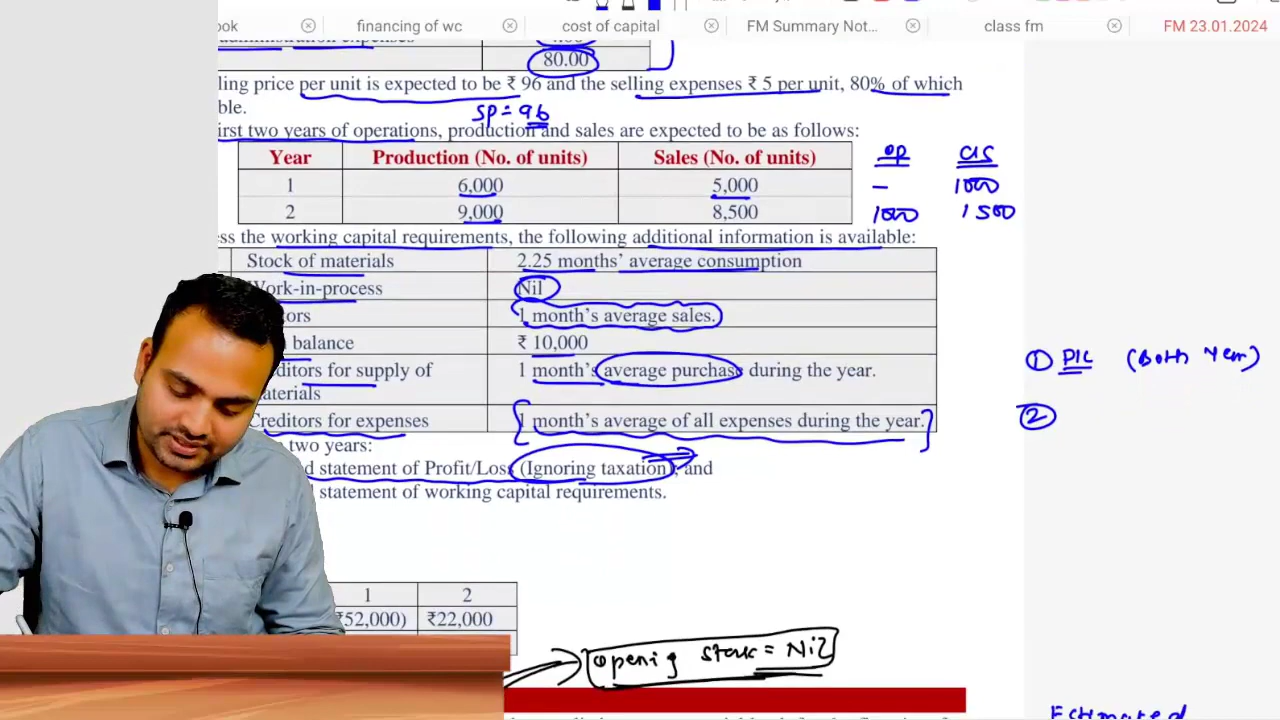 ook financing of wc cost of capital FM Summary Not... class fm FM 23.01.2024
administration expenses
80.00
ling price per unit is expected to be ₹ 96 and the selling expenses ₹ 5 per unit, 80% of which
ble.
SP = 96
irst two years of operations, production and sales are expected to be as follows:
Year Production (No. of units) Sales (No. of units) OP CLS
1 6,000 5,000 — 1000
2 9,000 8,500 1000 1500
ess the working capital requirements, the following additional information is available:
Stock of materials 2.25 months' average consumption
Work-in-process Nil
tors 1 month's average sales.
balance ₹ 10,000
① P/L (Both Year)
ditors for supply of 1 month's average purchase during the year.
aterials
②
Creditors for expenses 1 month's average of all expenses during the year.
two years:
d statement of Profit/Loss (Ignoring taxation), and
statement of working capital requirements.
1 2
₹52,000) ₹22,000
Opening Stock = Nil
Estimated